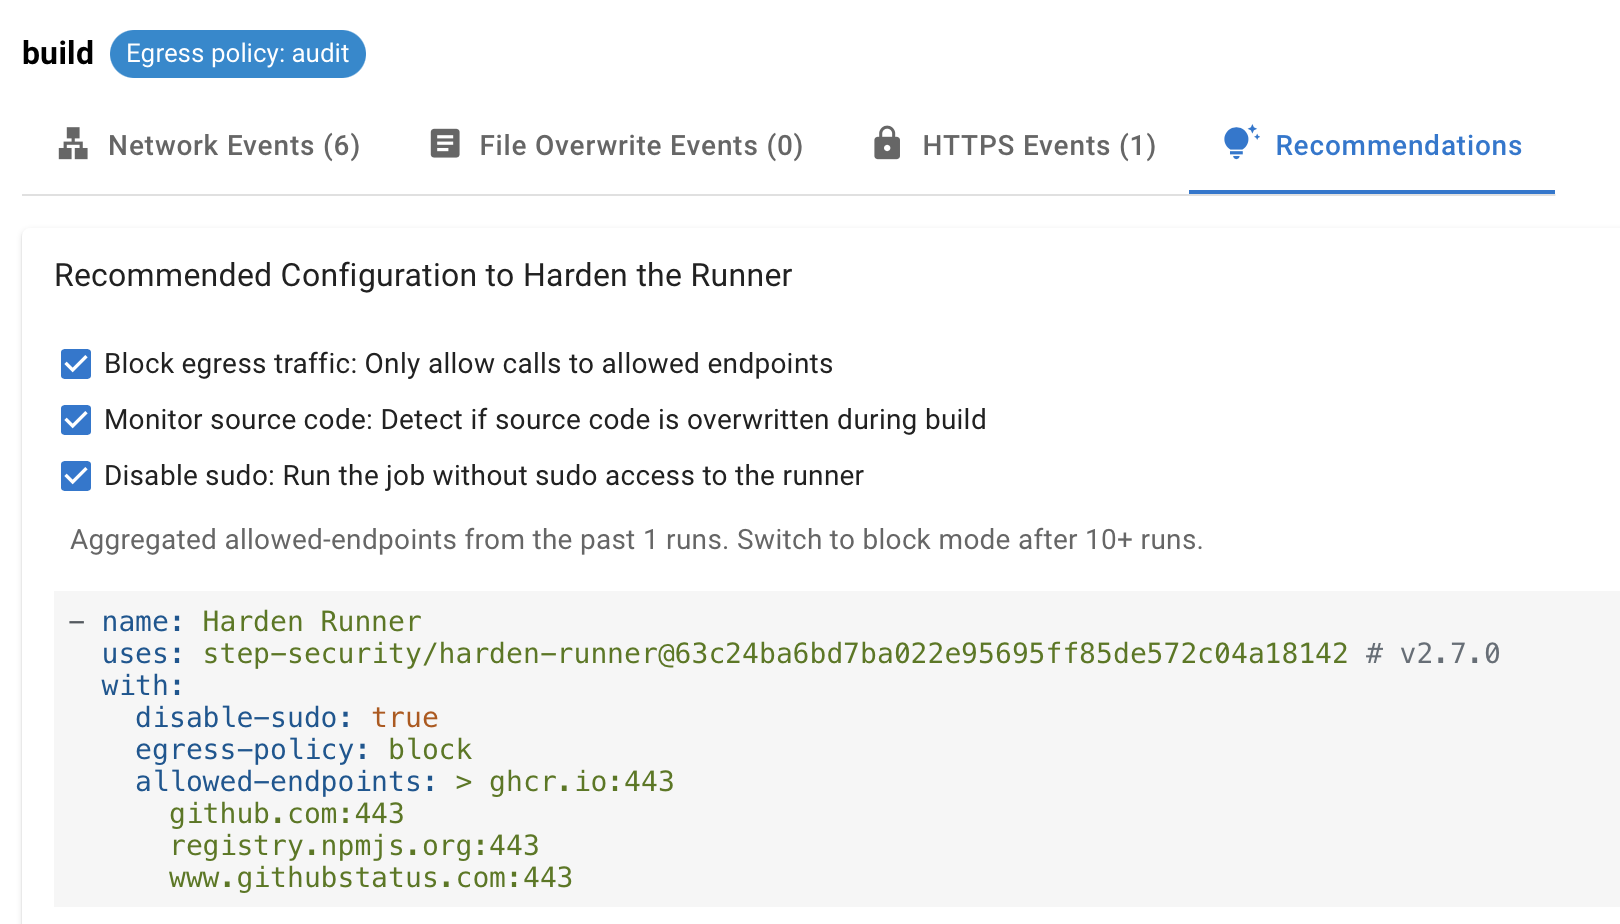 build Egress policy: audit
Network Events (6) File Overwrite Events (0) HTTPS Events (1) Recommendations
Recommended Configuration to Harden the Runner
Block egress traffic: Only allow calls to allowed endpoints
Monitor source code: Detect if source code is overwritten during build
Disable sudo: Run the job without sudo access to the runner
Aggregated allowed-endpoints from the past 1 runs. Switch to block mode after 10+ runs.
- name: Harden Runner
  uses: step-security/harden-runner@63c24ba6bd7ba022e95695ff85de572c04a18142 # v2.7.0
  with:
    disable-sudo: true
    egress-policy: block
    allowed-endpoints: > ghcr.io:443
      github.com:443
      registry.npmjs.org:443
      www.githubstatus.com:443